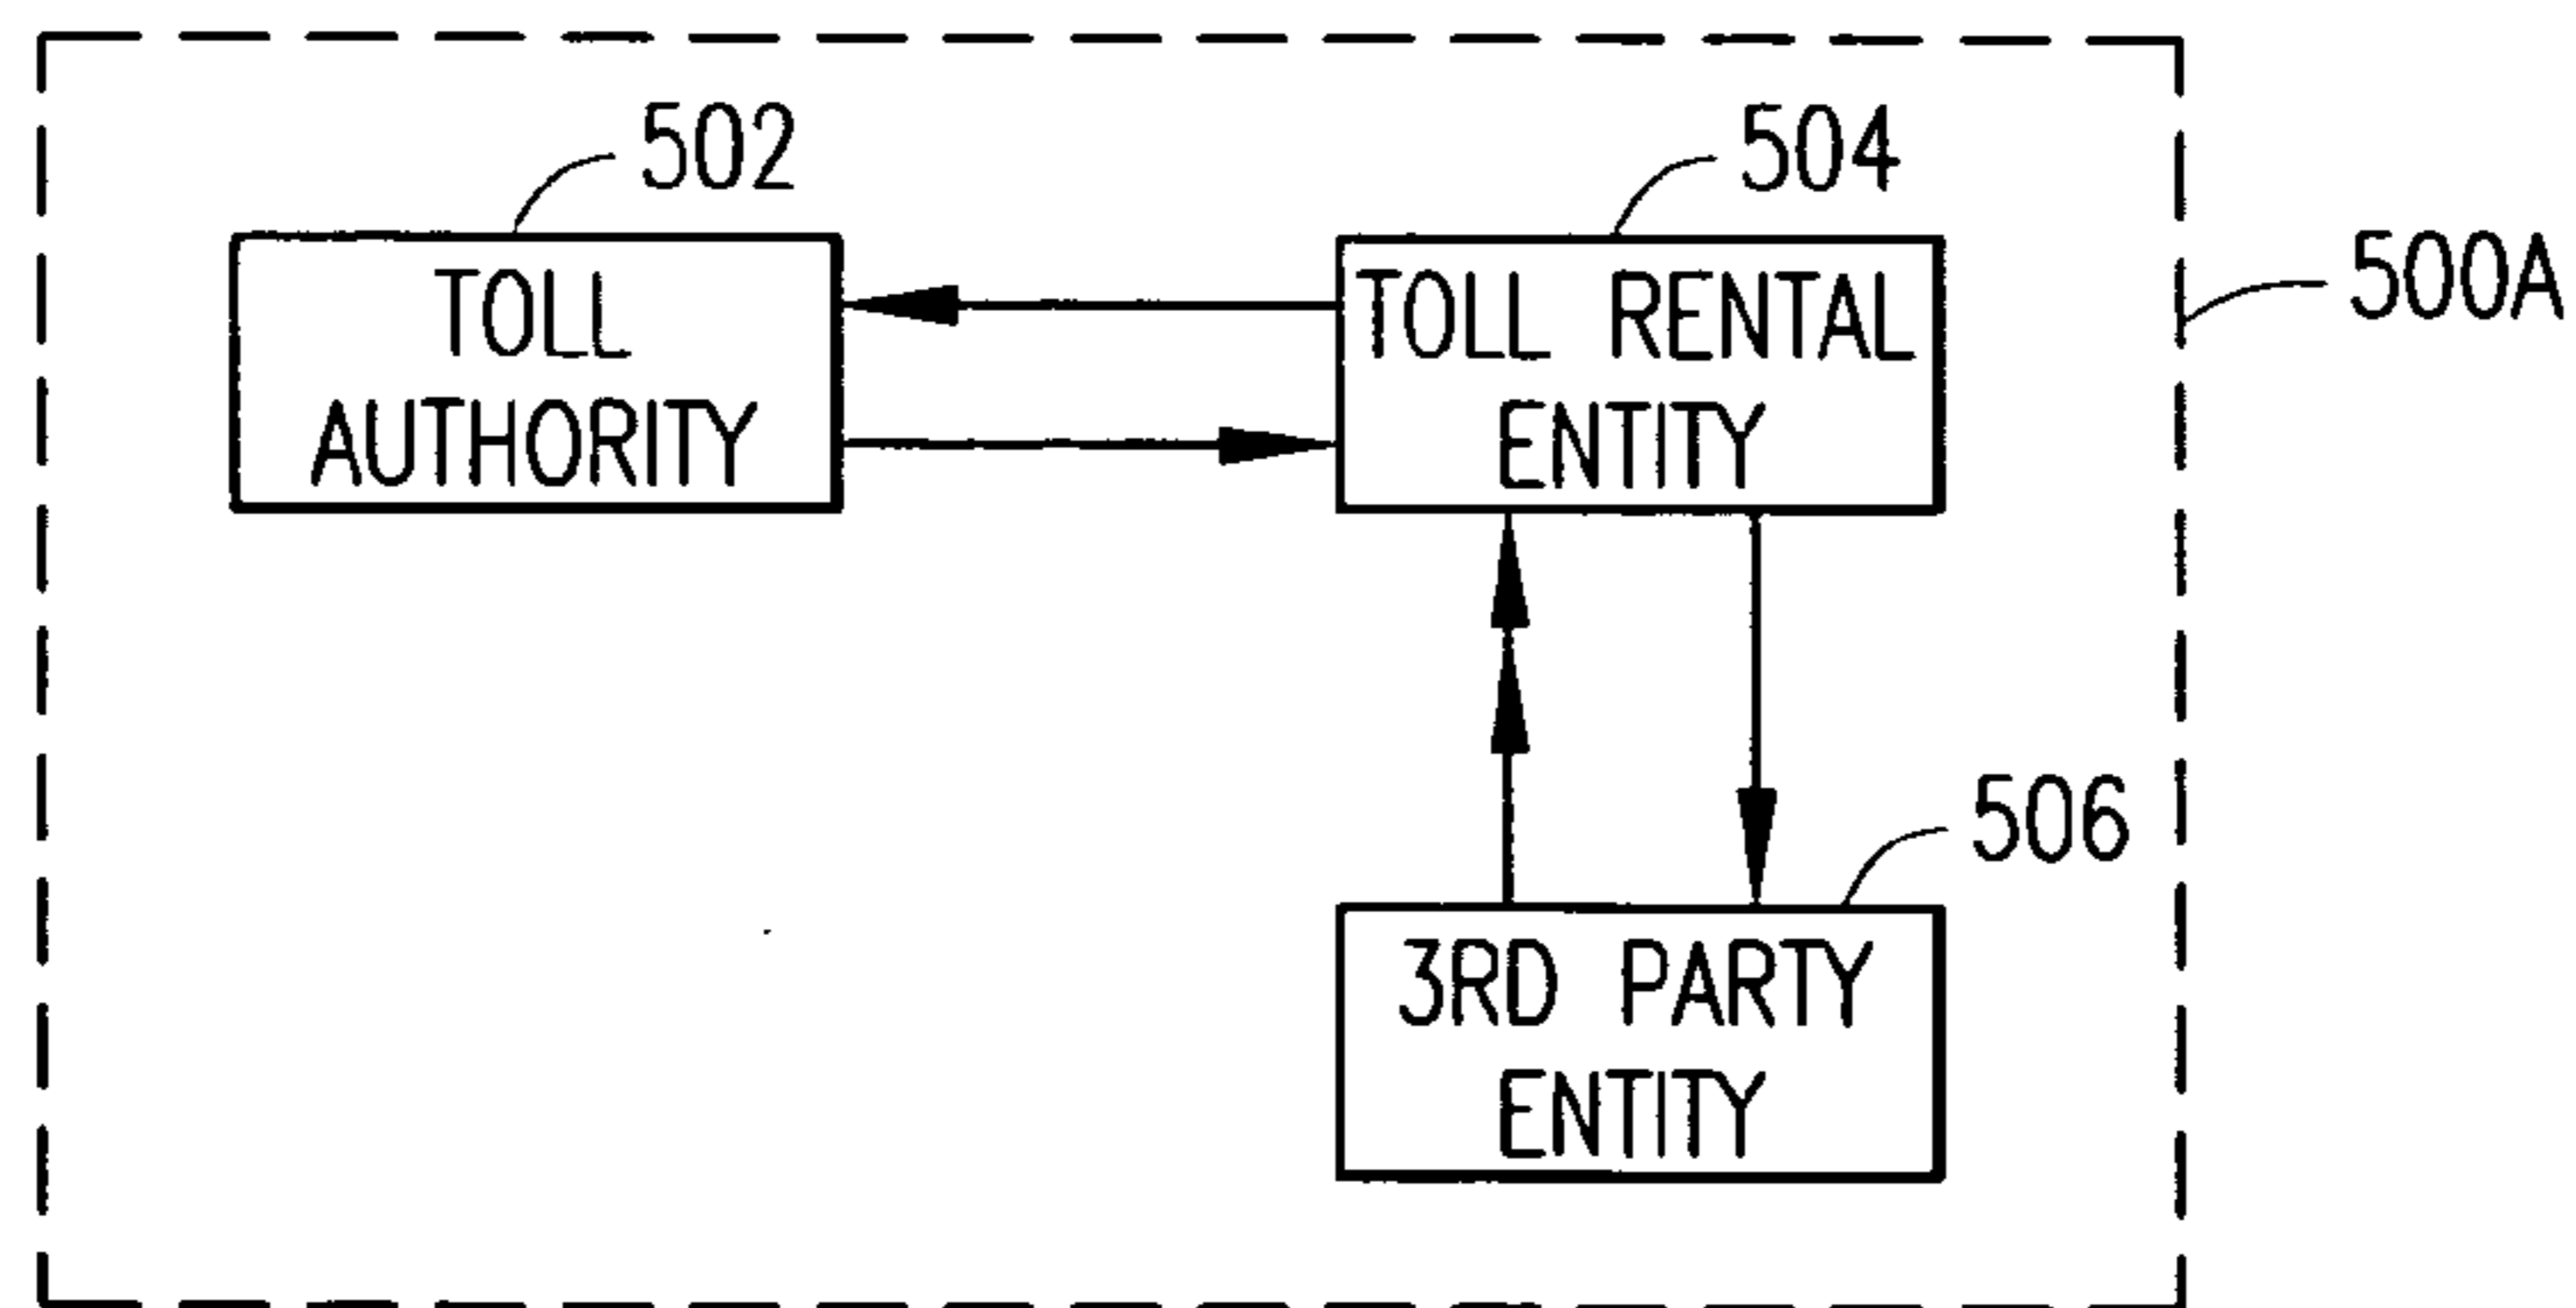 502
504
500A
TOLL
AUTHORITY
TOLL RENTAL
ENTITY
506
3RD PARTY
ENTITY